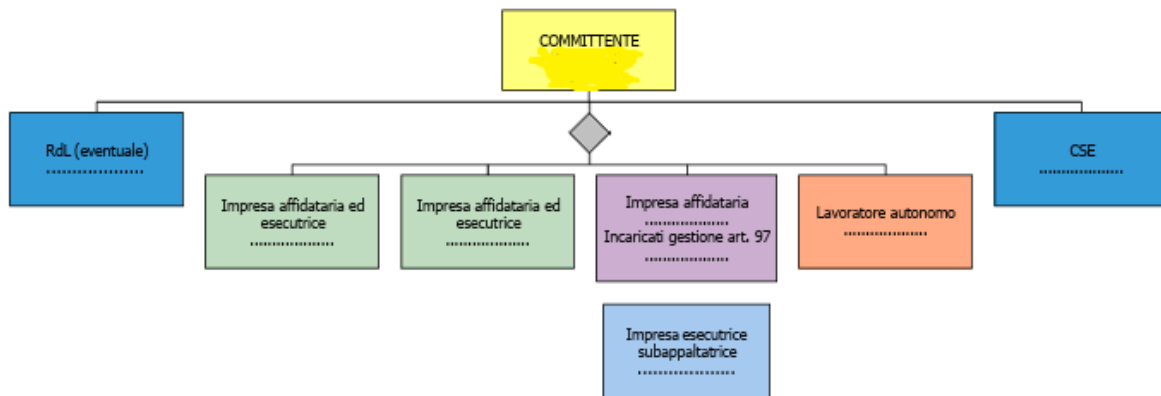 COMMITTENTE
RdL (eventuale)
...................
CSE
...................
Impresa affidataria ed
esecutrice
.................
Impresa affidataria ed
esecutrice
.................
Impresa affidataria
.................
Incaricati gestione art. 97
.................
Lavoratore autonomo
.................
Impresa esecutrice
subappaltatrice
...................